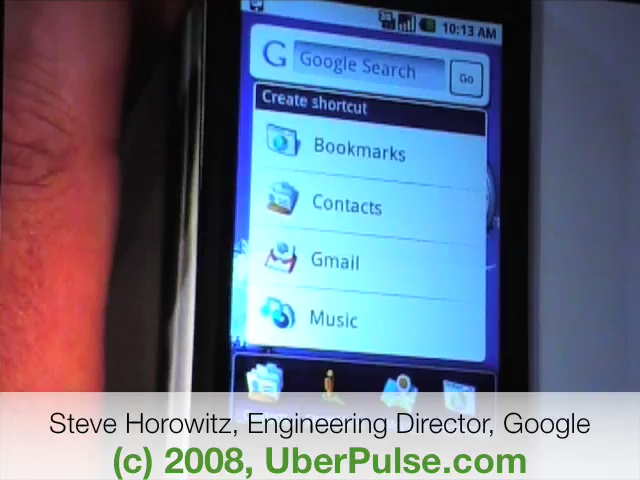 10:13 AM
G Google Search Go
Create shortcut
Bookmarks
Contacts
Gmail
Music
Steve Horowitz, Engineering Director, Google
(c) 2008, UberPulse.com